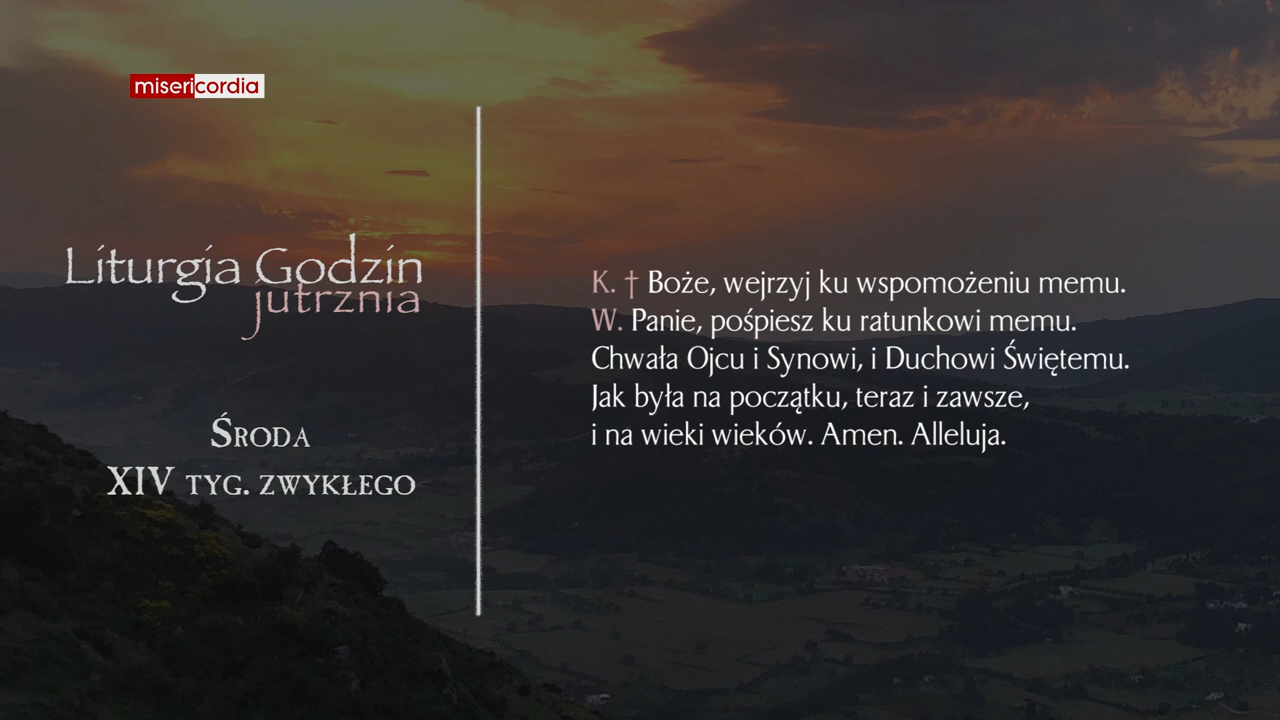 misericordia
Liturgia Godzin
jutrznia
Środa
XIV tyg. zwykłego
K. † Boże, wejrzyj ku wspomożeniu memu.
W. Panie, pośpiesz ku ratunkowi memu.
Chwała Ojcu i Synowi, i Duchowi Świętemu.
Jak była na początku, teraz i zawsze,
i na wieki wieków. Amen. Alleluja.